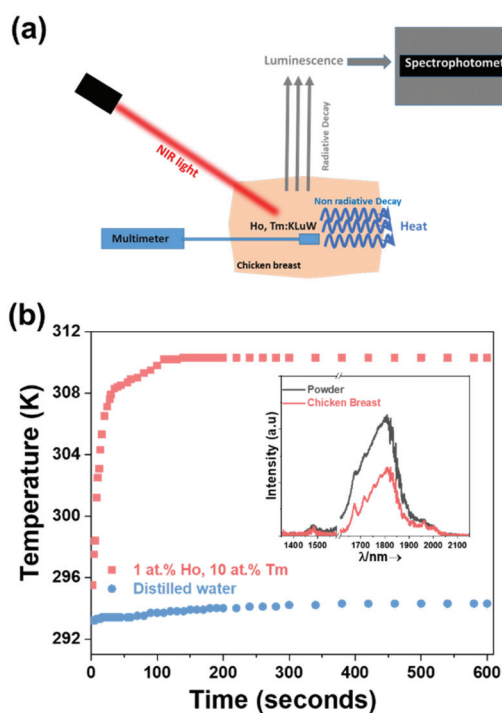 (a)
Luminescence
Spectrophotomet
NIR light
Radiative Decay
Non radiative Decay
Ho, Tm:KLuW
Multimeter
Heat
Chicken breast
(b)
312
308
304
300
296
292
Temperature (K)
Powder
Chicken Breast
Intensity (a.u)
1400 1500 1700 1800 1900 2000 2100
λ/nm→
1 at.% Ho, 10 at.% Tm
Distilled water
0 100 200 300 400 500 600
Time (seconds)